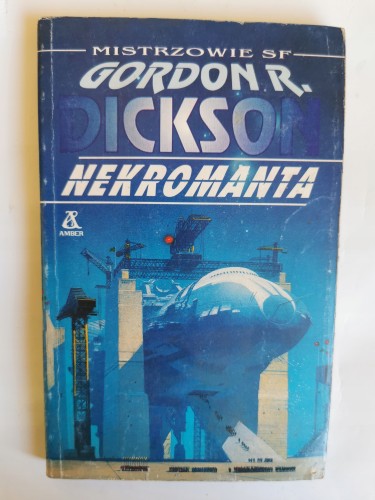 MISTRZOWIE SF
GORDON R.
DICKSON
NEKROMANTA
AMBER